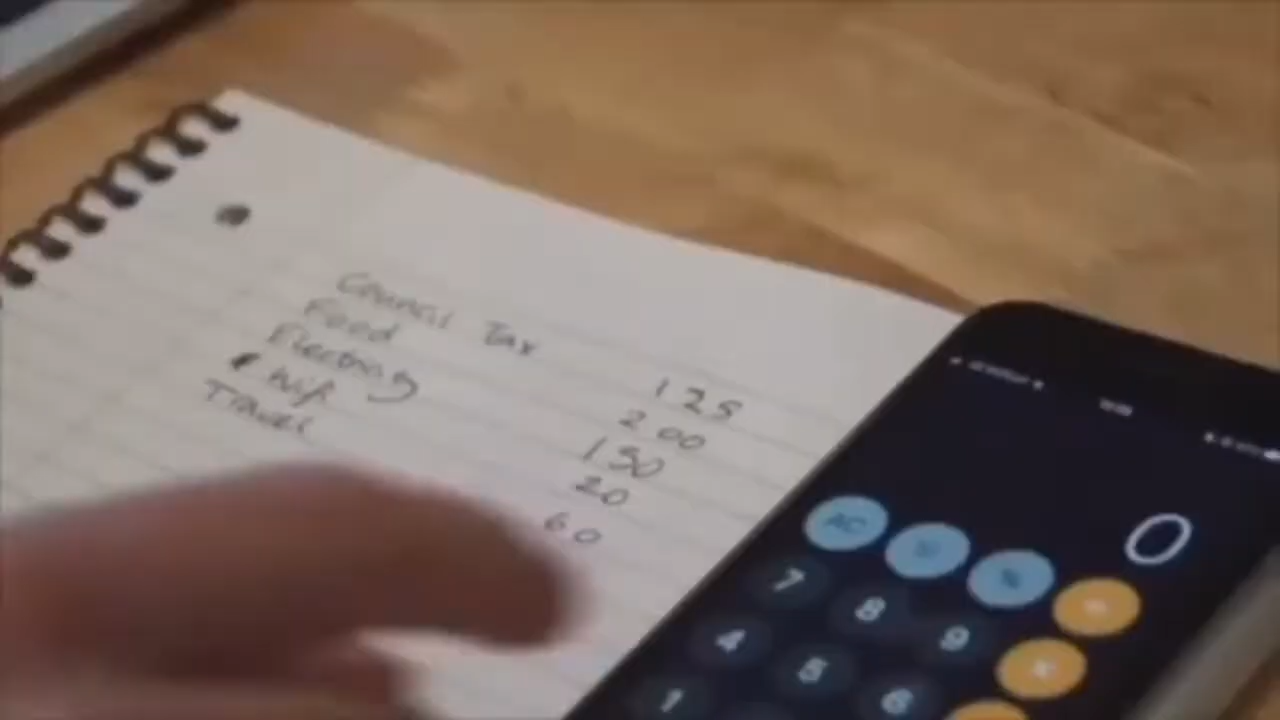 Council Tax 125
Food 200
Electricity 150
Wifi 20
Travel 60
0
AC
7 8 9
4 5 6
1